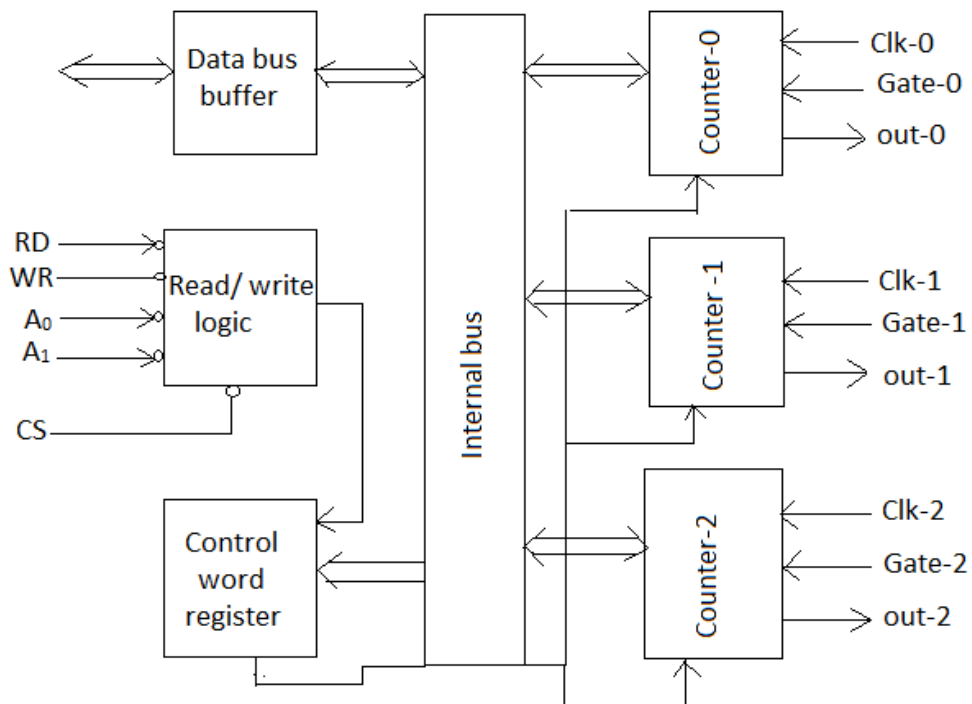 Data bus
buffer
RD
WR
A₀
A₁
CS
Read/ write
logic
Control
word
register
Internal bus
Counter-0
Clk-0
Gate-0
out-0
Counter -1
Clk-1
Gate-1
out-1
Counter-2
Clk-2
Gate-2
out-2